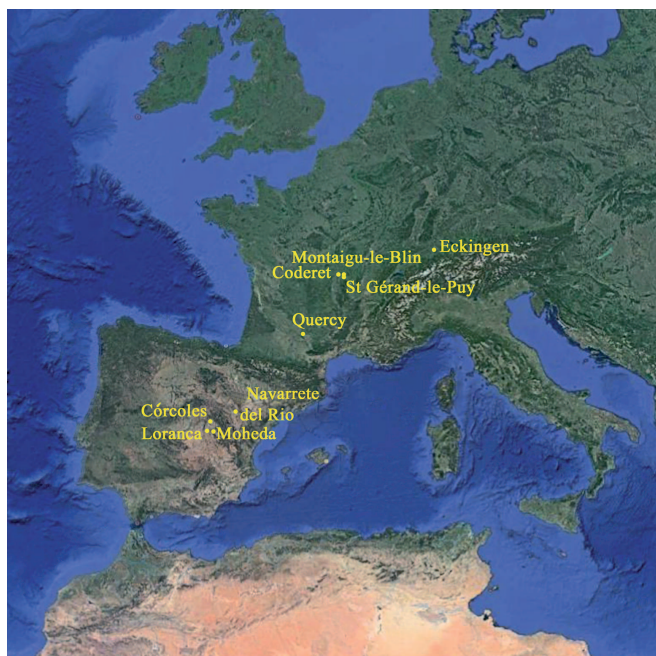 Eckingen
Montaigu-le-Blin
Coderet
St Gérand-le-Puy
Quercy
Navarrete
del Rio
Córcoles
Loranca
Moheda